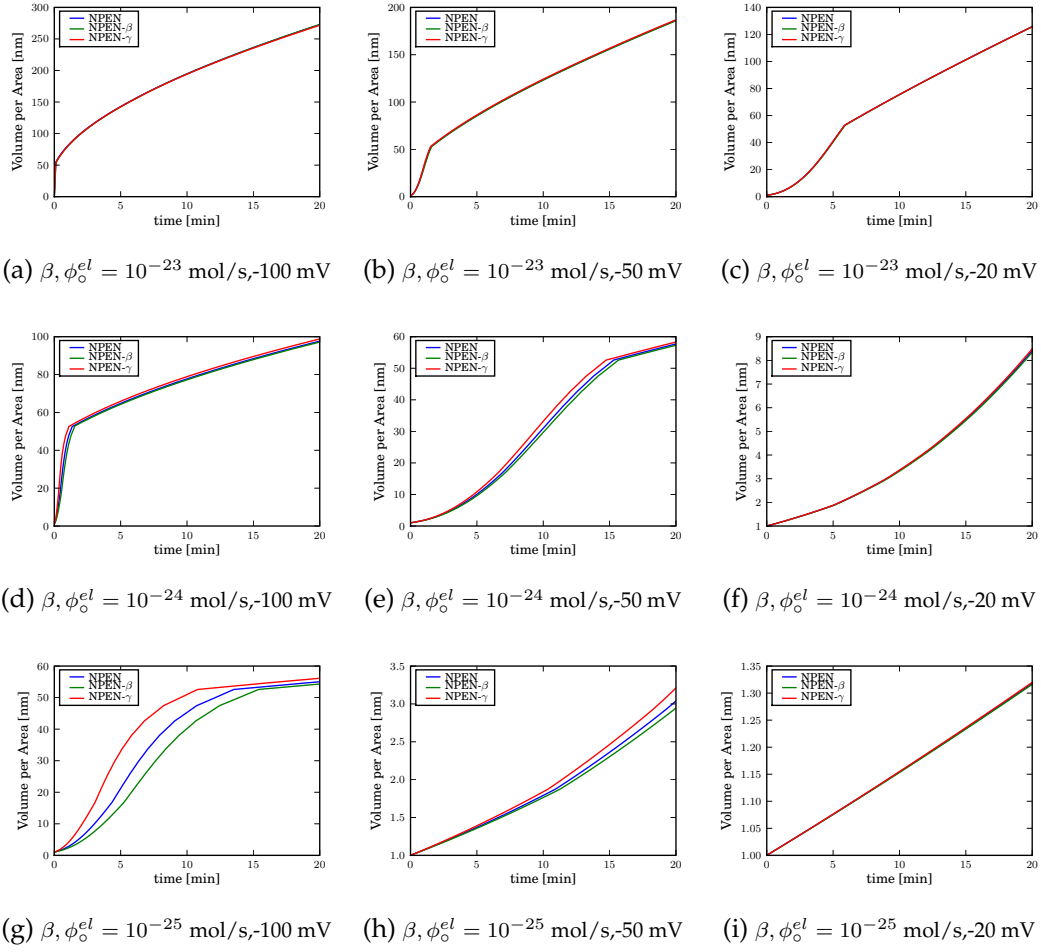 300
250
200
150
100
50
0
Volume per Area [nm]
NPEN
NPEN-β
NPEN-γ
0 5 10 15 20
time [min]
200
150
100
50
0
Volume per Area [nm]
NPEN
NPEN-β
NPEN-γ
0 5 10 15 20
time [min]
140
120
100
80
60
40
20
0
Volume per Area [nm]
NPEN
NPEN-β
NPEN-γ
0 5 10 15 20
time [min]
(a) β, ϕ∘^el = 10^−23 mol/s,-100 mV
(b) β, ϕ∘^el = 10^−23 mol/s,-50 mV
(c) β, ϕ∘^el = 10^−23 mol/s,-20 mV
100
80
60
40
20
0
Volume per Area [nm]
NPEN
NPEN-β
NPEN-γ
0 5 10 15 20
time [min]
60
50
40
30
20
10
0
Volume per Area [nm]
NPEN
NPEN-β
NPEN-γ
0 5 10 15 20
time [min]
9
8
7
6
5
4
3
2
1
Volume per Area [nm]
NPEN
NPEN-β
NPEN-γ
0 5 10 15 20
time [min]
(d) β, ϕ∘^el = 10^−24 mol/s,-100 mV
(e) β, ϕ∘^el = 10^−24 mol/s,-50 mV
(f) β, ϕ∘^el = 10^−24 mol/s,-20 mV
60
50
40
30
20
10
0
Volume per Area [nm]
NPEN
NPEN-β
NPEN-γ
0 5 10 15 20
time [min]
3.5
3.0
2.5
2.0
1.5
1.0
Volume per Area [nm]
NPEN
NPEN-β
NPEN-γ
0 5 10 15 20
time [min]
1.35
1.30
1.25
1.20
1.15
1.10
1.05
1.00
Volume per Area [nm]
NPEN
NPEN-β
NPEN-γ
0 5 10 15 20
time [min]
(g) β, ϕ∘^el = 10^−25 mol/s,-100 mV
(h) β, ϕ∘^el = 10^−25 mol/s,-50 mV
(i) β, ϕ∘^el = 10^−25 mol/s,-20 mV